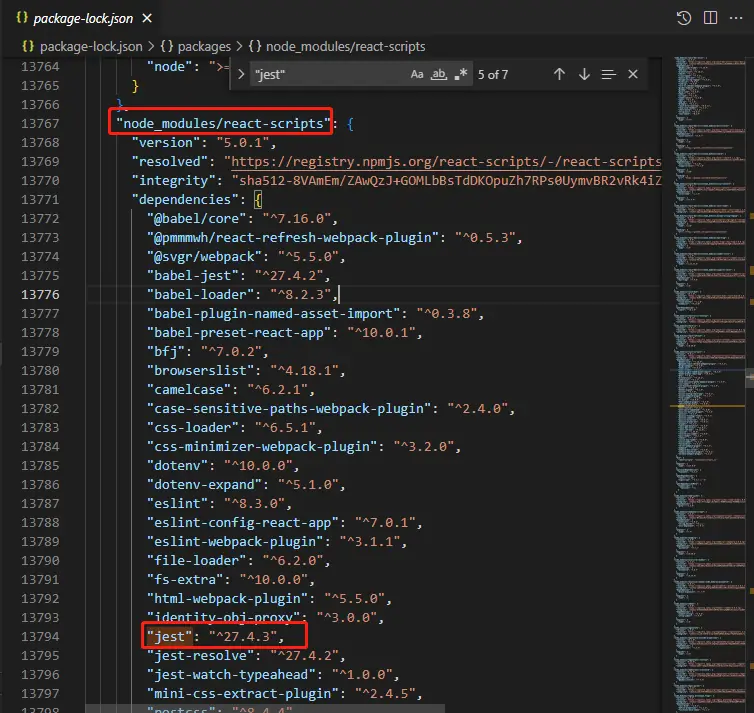 {} package-lock.json ×
{} package-lock.json > {} packages > {} node_modules/react-scripts
"jest" Aa ab .* 5 of 7
13764 "node": ">=
13765 }
13766 },
13767 "node_modules/react-scripts": {
13768 "version": "5.0.1",
13769 "resolved": "https://registry.npmjs.org/react-scripts/-/react-scripts
13770 "integrity": "sha512-8VAmEm/ZAwQzJ+GOMLbBsTdDKOpuZh7RPs0UymvBR2vRk4iZ
13771 "dependencies": {
13772 "@babel/core": "^7.16.0",
13773 "@pmmmwh/react-refresh-webpack-plugin": "^0.5.3",
13774 "@svgr/webpack": "^5.5.0",
13775 "babel-jest": "^27.4.2",
13776 "babel-loader": "^8.2.3",
13777 "babel-plugin-named-asset-import": "^0.3.8",
13778 "babel-preset-react-app": "^10.0.1",
13779 "bfj": "^7.0.2",
13780 "browserslist": "^4.18.1",
13781 "camelcase": "^6.2.1",
13782 "case-sensitive-paths-webpack-plugin": "^2.4.0",
13783 "css-loader": "^6.5.1",
13784 "css-minimizer-webpack-plugin": "^3.2.0",
13785 "dotenv": "^10.0.0",
13786 "dotenv-expand": "^5.1.0",
13787 "eslint": "^8.3.0",
13788 "eslint-config-react-app": "^7.0.1",
13789 "eslint-webpack-plugin": "^3.1.1",
13790 "file-loader": "^6.2.0",
13791 "fs-extra": "^10.0.0",
13792 "html-webpack-plugin": "^5.5.0",
13793 "identity-obj-proxy": "^3.0.0",
13794 "jest": "^27.4.3",
13795 "jest-resolve": "^27.4.2",
13796 "jest-watch-typeahead": "^1.0.0",
13797 "mini-css-extract-plugin": "^2.4.5",
13798 "postcss": "^8.4.4",